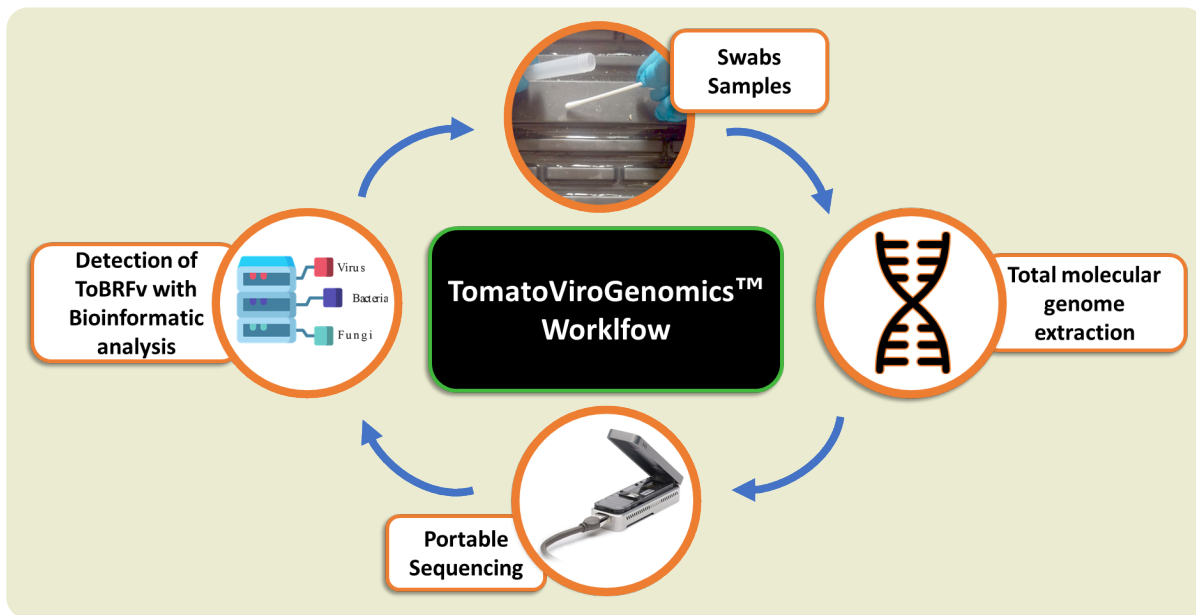 Swabs
Samples
Total molecular
genome
extraction
Portable
Sequencing
Detection of
ToBRFv with
Bioinformatic
analysis
Virus
Bacteria
Fungi
TomatoViroGenomics™
Worklfow